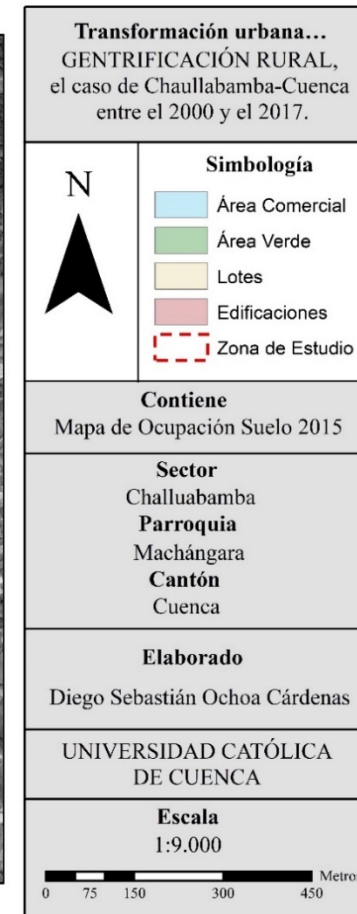 Transformación urbana…
GENTRIFICACIÓN RURAL,
el caso de Chaullabamba-Cuenca
entre el 2000 y el 2017.
N
Simbología
Área Comercial
Área Verde
Lotes
Edificaciones
Zona de Estudio
Contiene
Mapa de Ocupación Suelo 2015
Sector
Challuabamba
Parroquia
Machángara
Cantón
Cuenca
Elaborado
Diego Sebastián Ochoa Cárdenas
UNIVERSIDAD CATÓLICA
DE CUENCA
Escala
1:9.000
Metros
0 75 150 300 450